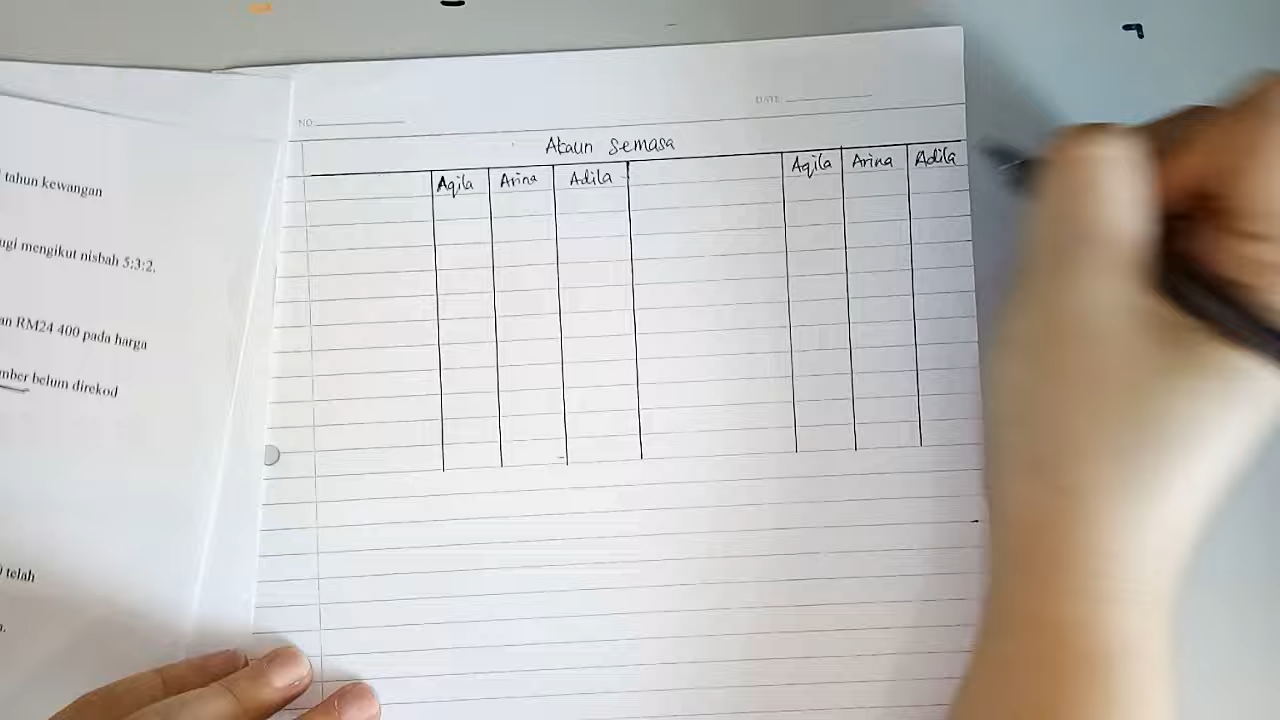 tahun kewangan
ugi mengikut nisbah 5:3:2.
an RM24 400 pada harga
mber belum direkod
telah
NO
DATE
Akaun Semasa
Aqila Arina Adila Aqila Arina Adila